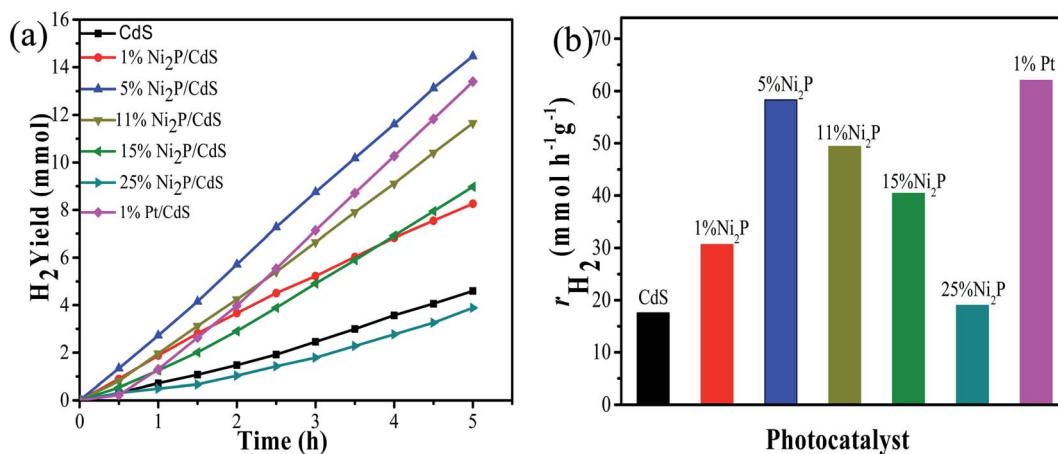 (a)
H2 Yield (mmol)
16
14
12
10
8
6
4
2
0
CdS
1% Ni2P/CdS
5% Ni2P/CdS
11% Ni2P/CdS
15% Ni2P/CdS
25% Ni2P/CdS
1% Pt/CdS
0 1 2 3 4 5
Time (h)
(b)
rH2 (mmol h-1g-1)
70
60
50
40
30
20
10
0
CdS
1%Ni2P
5%Ni2P
11%Ni2P
15%Ni2P
25%Ni2P
1% Pt
Photocatalyst